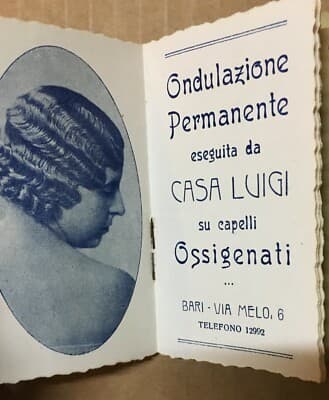 Ondulazione
Permanente
eseguita da
CASA LUIGI
su capelli
Ossigenati
...
BARI - VIA MELO, 6
TELEFONO 12992